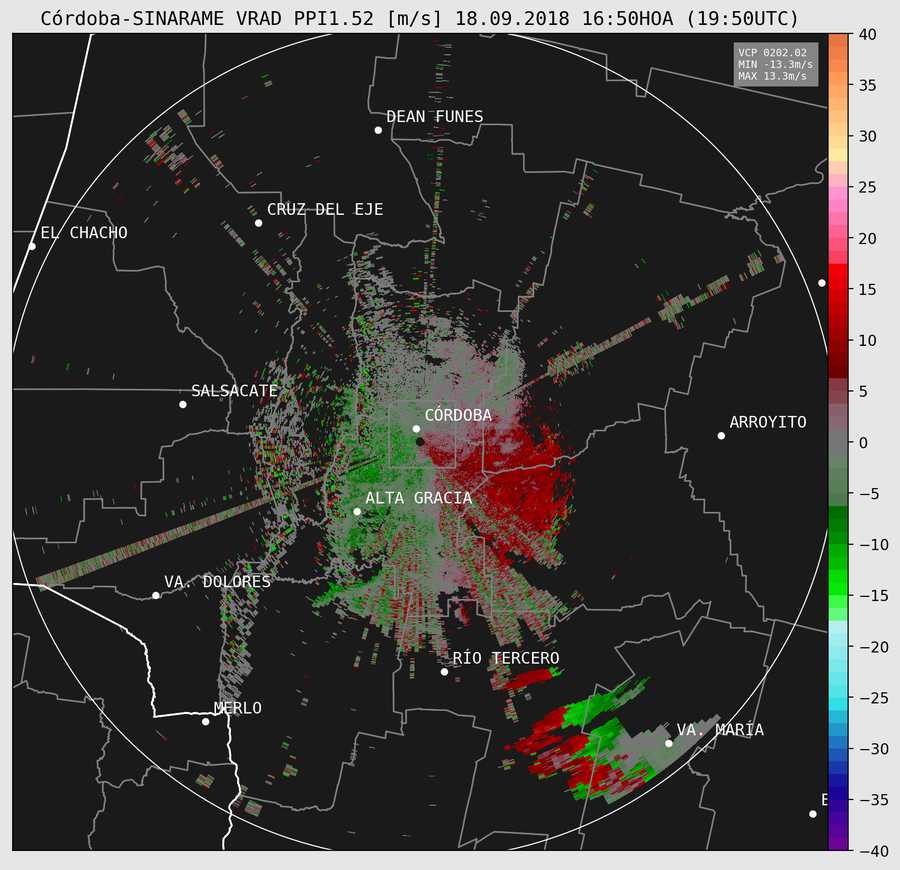 Córdoba-SINARAME VRAD PPI1.52 [m/s] 18.09.2018 16:50HOA (19:50UTC)
VCP 0202.02
MIN -13.3m/s
MAX 13.3m/s
DEAN FUNES
CRUZ DEL EJE
EL CHACHO
SALSACATE
CÓRDOBA
ARROYITO
ALTA GRACIA
VA. DOLORES
RÍO TERCERO
MERLO
VA. MARÍA
40
35
30
25
20
15
10
5
0
−5
−10
−15
−20
−25
−30
−35
−40